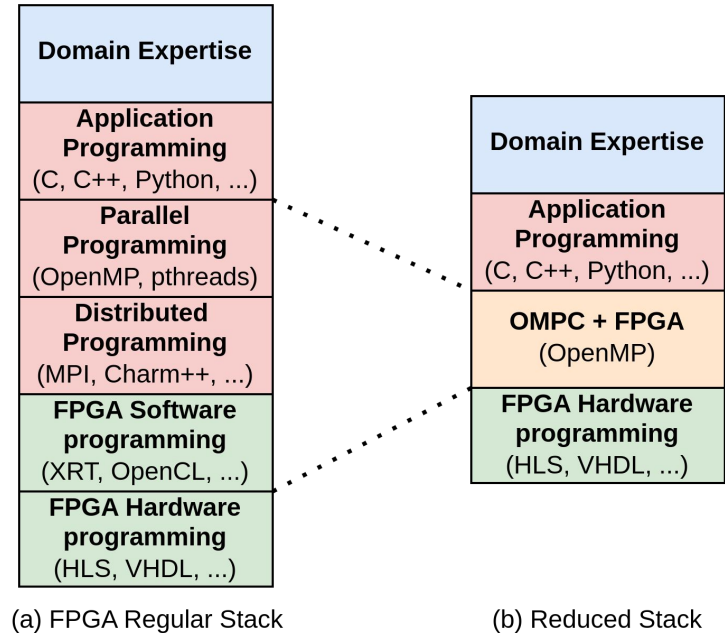 Domain Expertise
Application
Programming
(C, C++, Python, ...)
Parallel
Programming
(OpenMP, pthreads)
Distributed
Programming
(MPI, Charm++, ...)
FPGA Software
programming
(XRT, OpenCL, ...)
FPGA Hardware
programming
(HLS, VHDL, ...)
(a) FPGA Regular Stack
Domain Expertise
Application
Programming
(C, C++, Python, ...)
OMPC + FPGA
(OpenMP)
FPGA Hardware
programming
(HLS, VHDL, ...)
(b) Reduced Stack